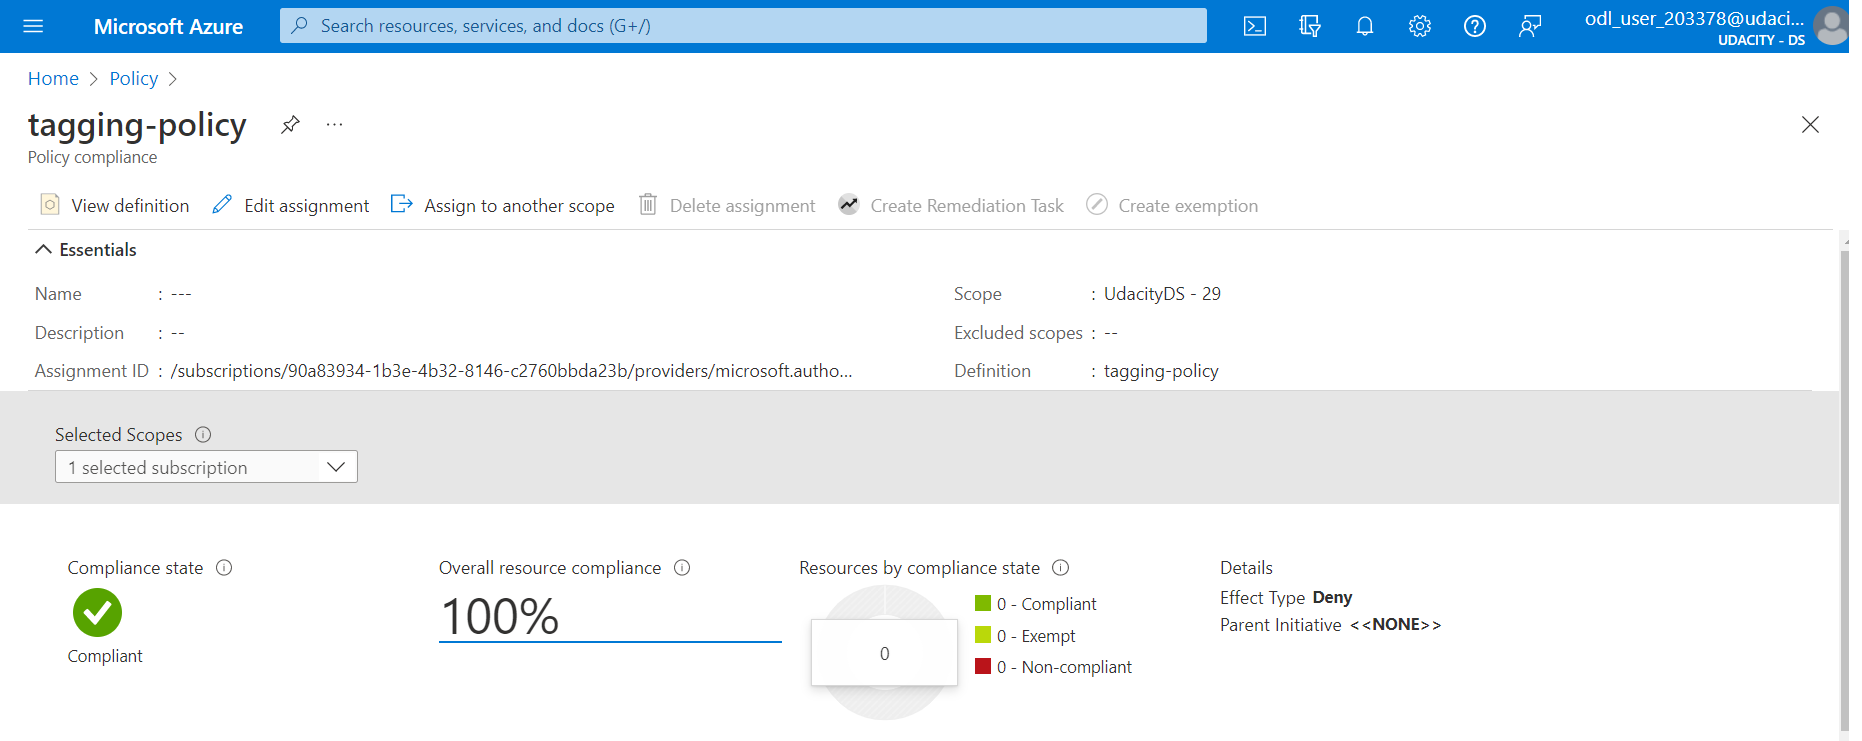 Microsoft Azure
Search resources, services, and docs (G+/)
odl_user_203378@udaci...
UDACITY - DS
Home > Policy >
tagging-policy
...
Policy compliance
View definition
Edit assignment
Assign to another scope
Delete assignment
Create Remediation Task
Create exemption
Essentials
Name : ---
Scope : UdacityDS - 29
Description : --
Excluded scopes : --
Assignment ID : /subscriptions/90a83934-1b3e-4b32-8146-c2760bbda23b/providers/microsoft.autho...
Definition : tagging-policy
Selected Scopes
1 selected subscription
Compliance state
Compliant
Overall resource compliance
100%
Resources by compliance state
0
0 - Compliant
0 - Exempt
0 - Non-compliant
Details
Effect Type Deny
Parent Initiative <<NONE>>